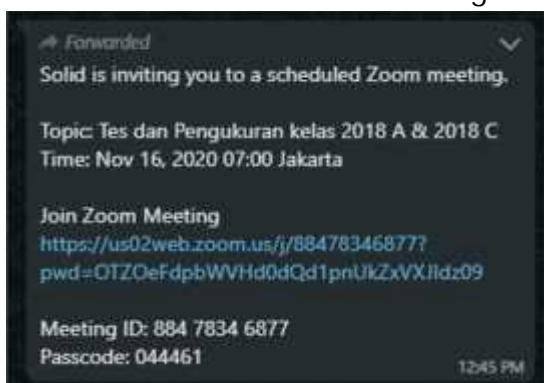 Forwarded
Solid is inviting you to a scheduled Zoom meeting.
Topic: Tes dan Pengukuran kelas 2018 A & 2018 C
Time: Nov 16, 2020 07:00 Jakarta
Join Zoom Meeting
https://us02web.zoom.us/j/88478346877?
Meeting ID: 884 7834 6877
Passcode: 044461
12:45 PM